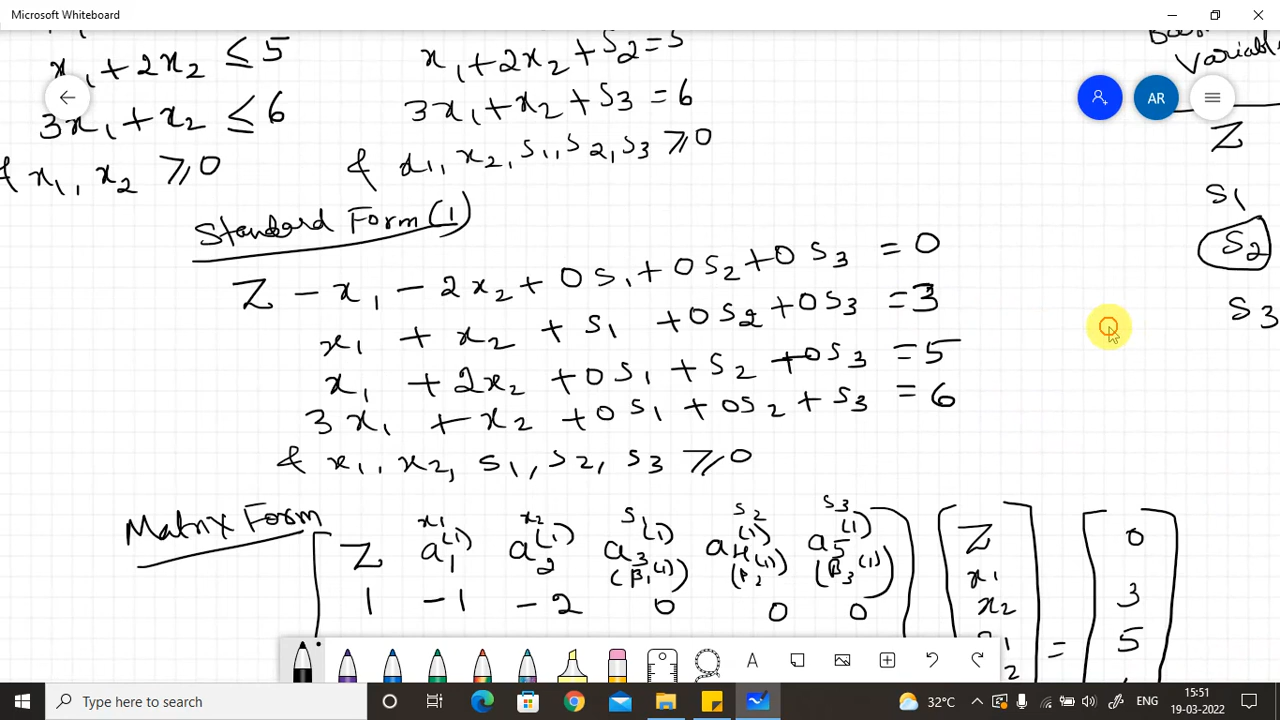 Microsoft Whiteboard
x₁ + 2x₂ ≤ 5
3x₁ + x₂ ≤ 6
& x₁, x₂ ≥ 0
x₁ + 2x₂ + S₂ = 5
3x₁ + x₂ + S₃ = 6
& x₁, x₂, s₁, s₂, s₃ ≥ 0
Variable
Z
S₁
S₂
S₃
AR
Standard Form (1)
Z - x₁ - 2x₂ + 0s₁ + 0s₂ + 0s₃ = 0
x₁ + x₂ + s₁ + 0s₂ + 0s₃ = 3
x₁ + 2x₂ + 0s₁ + s₂ + 0s₃ = 5
3x₁ + x₂ + 0s₁ + 0s₂ + s₃ = 6
& x₁, x₂, s₁, s₂, s₃ ≥ 0
Matrix Form
x₁ x₂ s₁ s₂ s₃
Z a₁⁽¹⁾ a₂⁽¹⁾ a₃⁽¹⁾ a₄⁽¹⁾ a₅⁽¹⁾
(β₁⁽¹⁾) (β₂⁽¹⁾) (β₃⁽¹⁾)
1 -1 -2 0 0 0
Z
x₁
x₂
=
0
3
5
Type here to search
32°C
ENG
15:51
19-03-2022